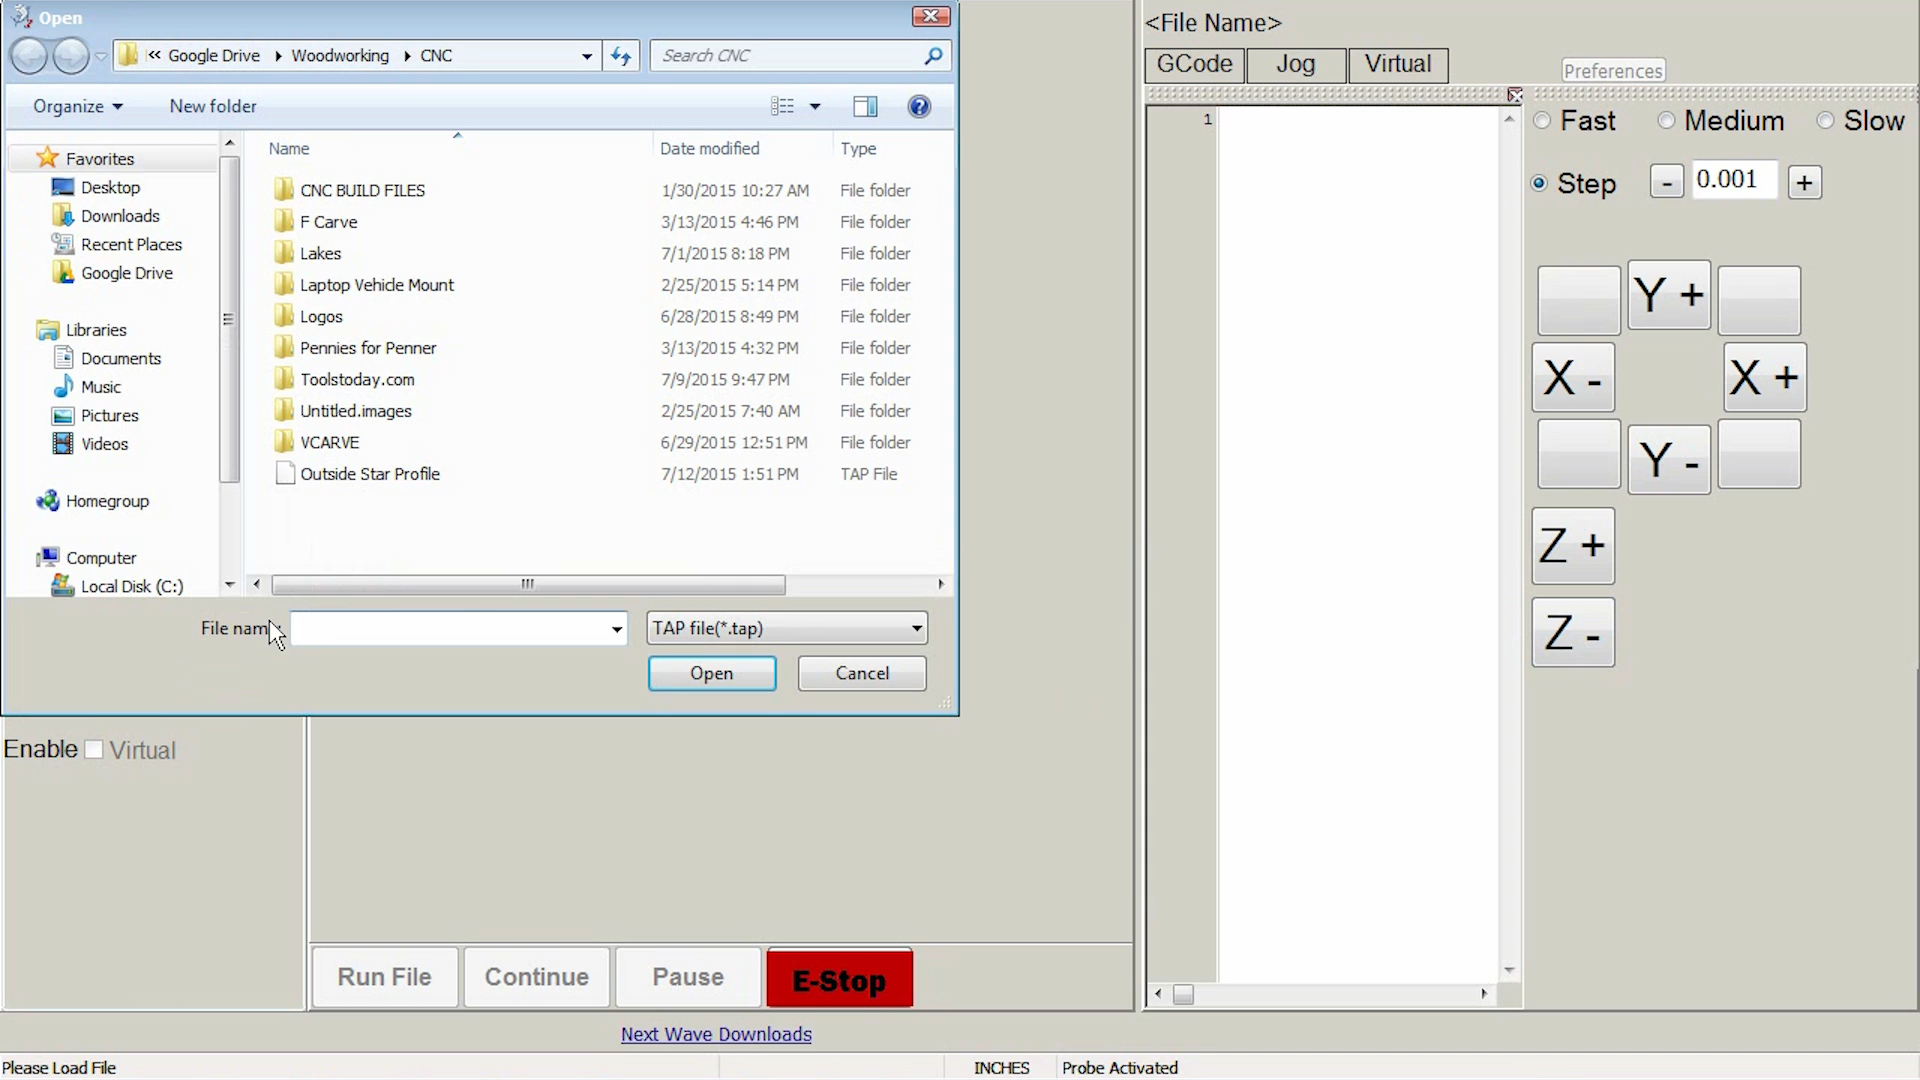 Open
« Google Drive Woodworking CNC
Search CNC
Organize New folder
Name Date modified Type
Favorites
Desktop
Downloads
Recent Places
Google Drive
Libraries
Documents
Music
Pictures
Videos
Homegroup
Computer
Local Disk (C:)
CNC BUILD FILES 1/30/2015 10:27 AM File folder
F Carve 3/13/2015 4:46 PM File folder
Lakes 7/1/2015 8:18 PM File folder
Laptop Vehicle Mount 2/25/2015 5:14 PM File folder
Logos 6/28/2015 8:49 PM File folder
Pennies for Penner 3/13/2015 4:32 PM File folder
Toolstoday.com 7/9/2015 9:47 PM File folder
Untitled.images 2/25/2015 7:40 AM File folder
VCARVE 6/29/2015 12:51 PM File folder
Outside Star Profile 7/12/2015 1:51 PM TAP File
File nam
TAP file(*.tap)
Open Cancel
Enable Virtual
Run File Continue Pause E-Stop
<File Name>
GCode Jog Virtual
Preferences
1
Fast Medium Slow
Step - 0.001 +
Y +
X - X +
Y -
Z +
Z -
Next Wave Downloads
Please Load File INCHES Probe Activated